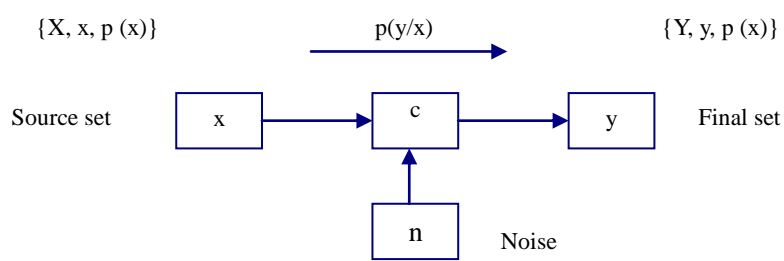 {X, x, p (x)} p(y/x) {Y, y, p (x)}
Source set x c y Final set
n Noise